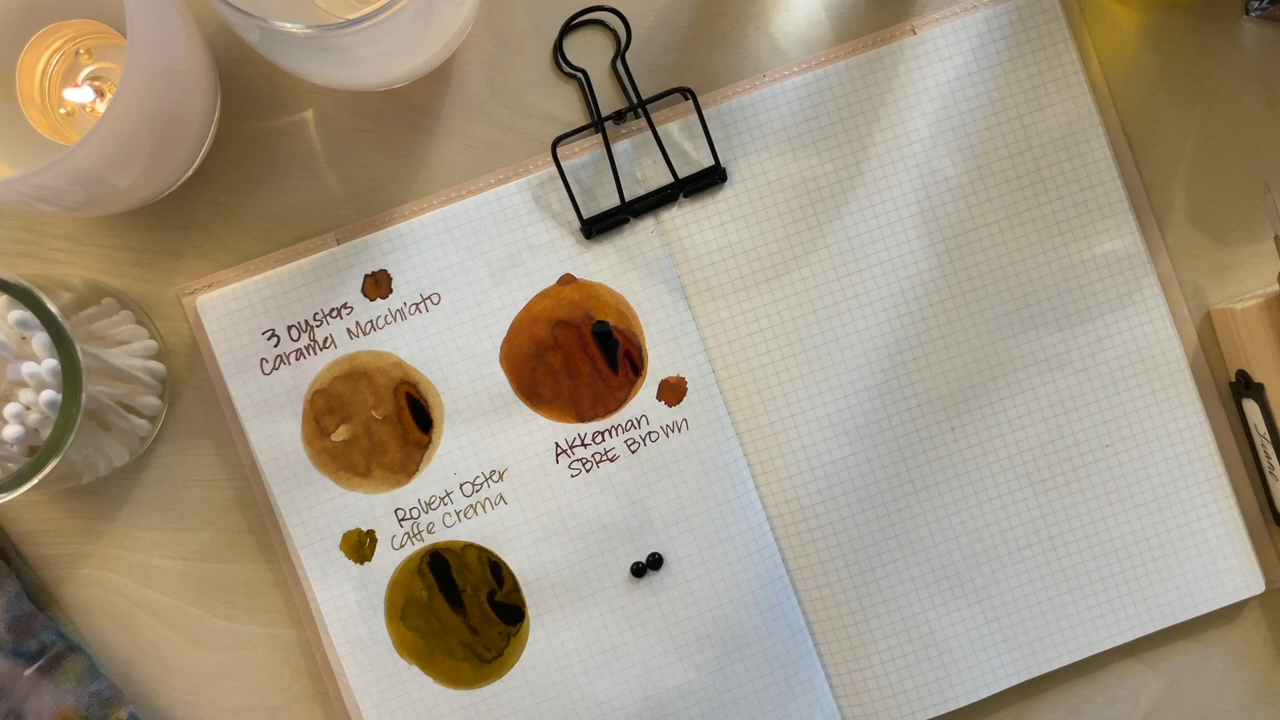 3 Oysters
Caramel Macchiato
Akkerman
SBRE Brown
Robert Oster
Caffe Crema